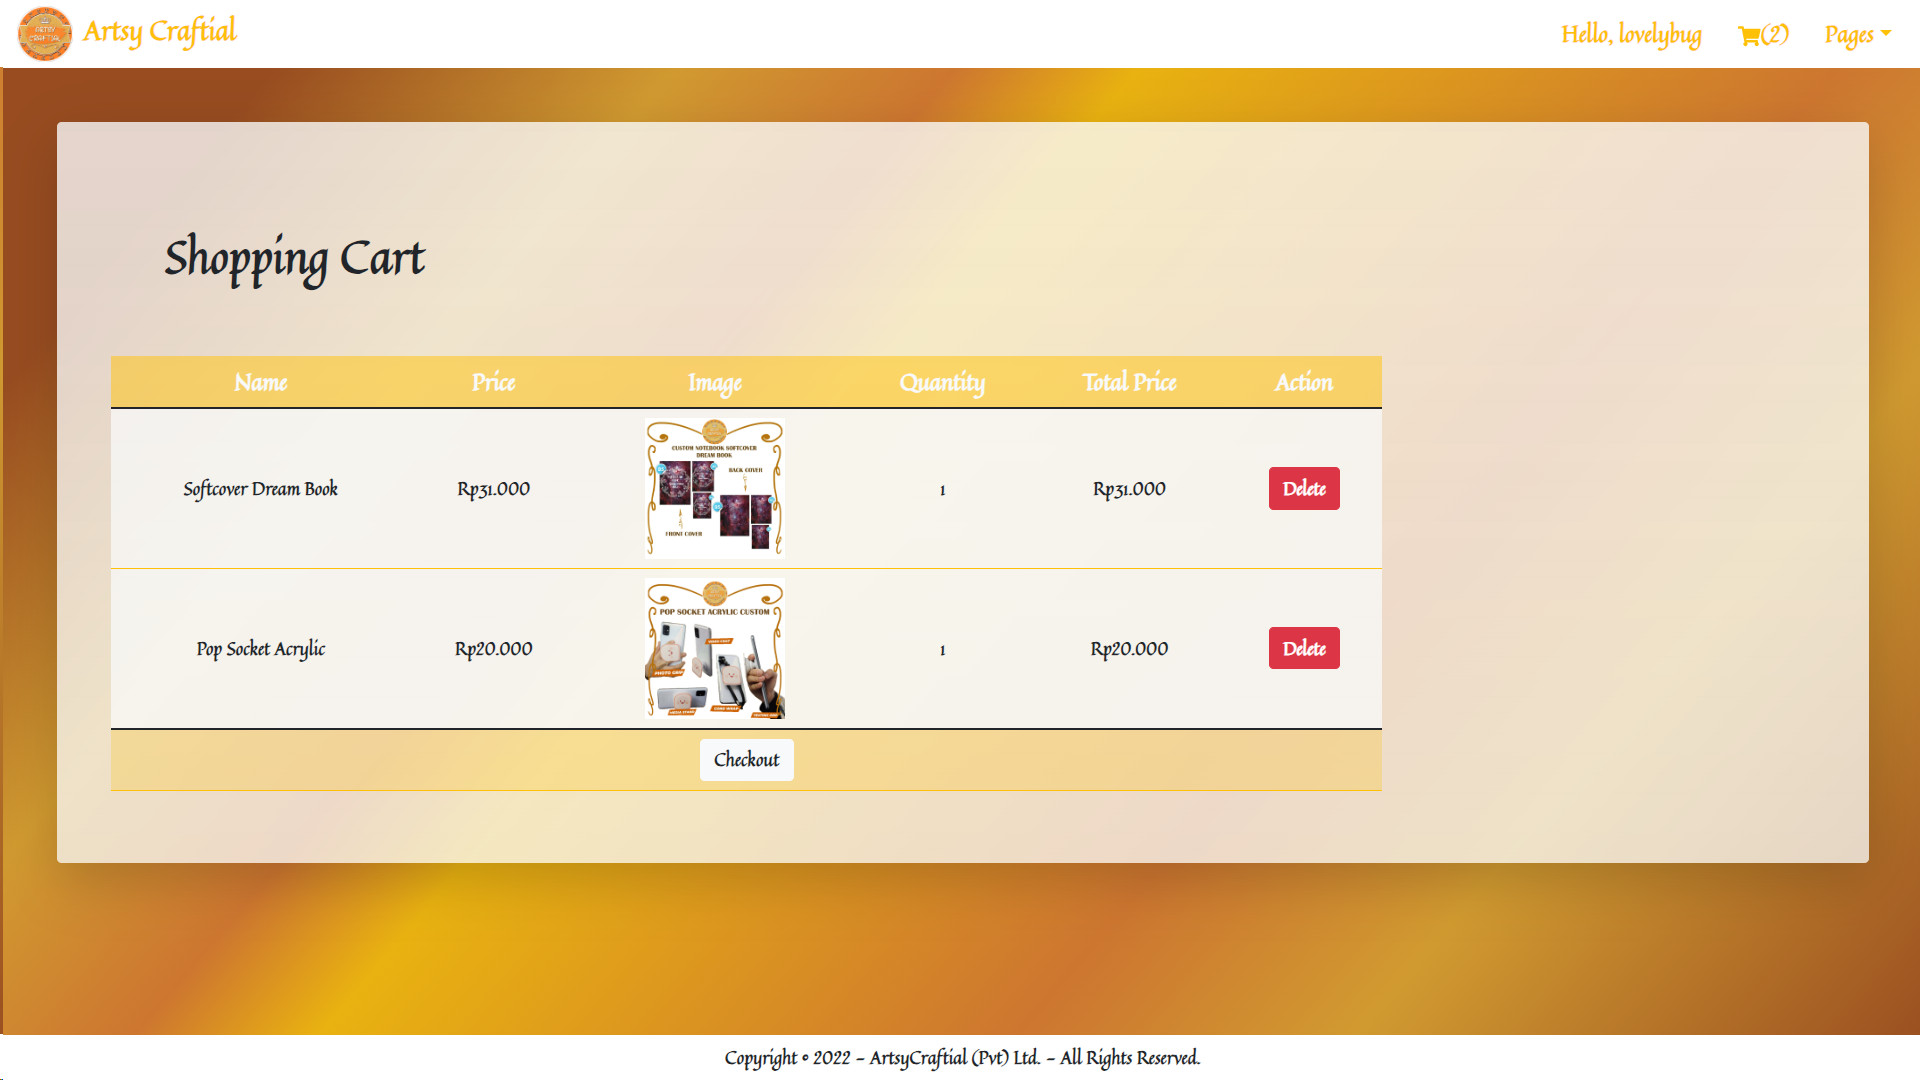 ARTSY CRAFTIAL
Artsy Craftial
Hello, lovelybug
(2)
Pages
Shopping Cart
Name Price Image Quantity Total Price Action
Softcover Dream Book Rp31.000 1 Rp31.000 Delete
CUSTOM NOTEBOOK SOFTCOVER
DREAM BOOK
BACK COVER
FRONT COVER
Pop Socket Acrylic Rp20.000 1 Rp20.000 Delete
POP SOCKET ACRYLIC CUSTOM
Checkout
Copyright © 2022 - ArtsyCraftial (Pvt) Ltd. - All Rights Reserved.